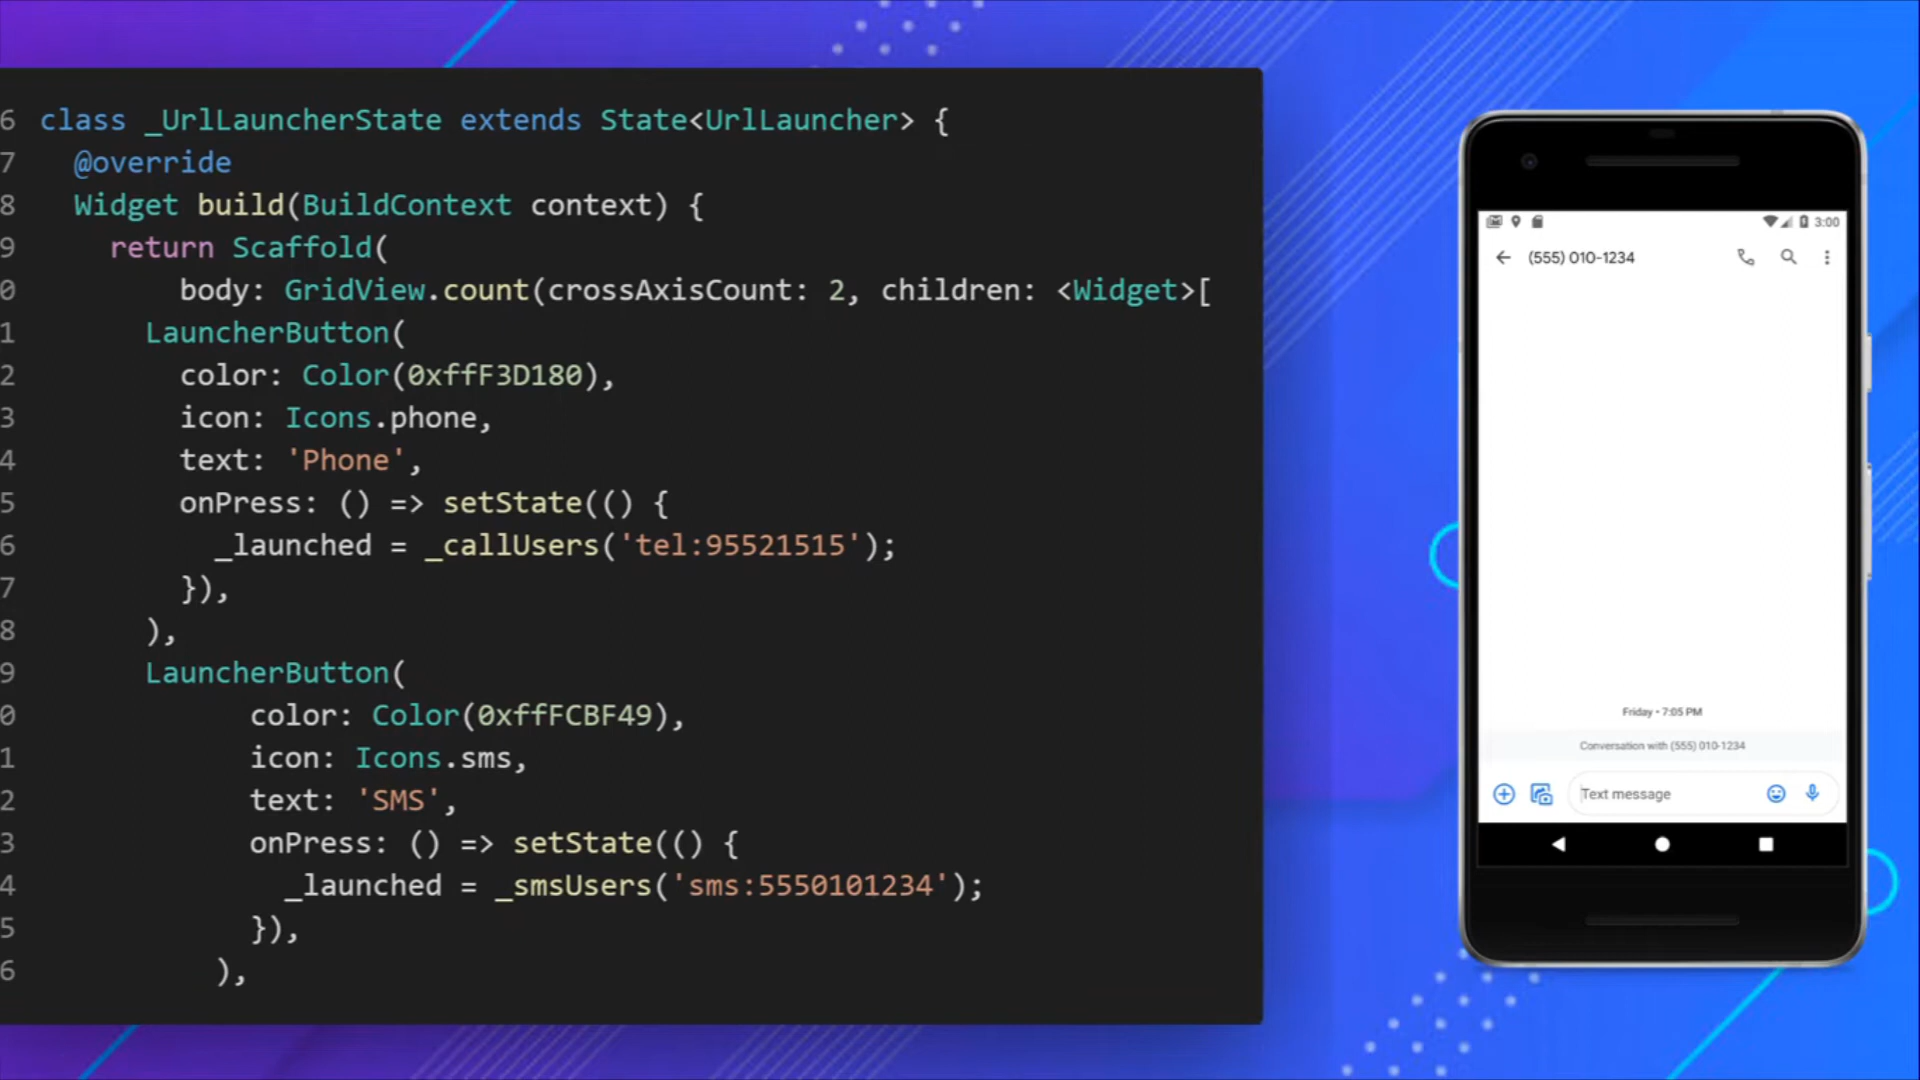 6 class _UrlLauncherState extends State<UrlLauncher> {
7 @override
8 Widget build(BuildContext context) {
9 return Scaffold(
0 body: GridView.count(crossAxisCount: 2, children: <Widget>[
1 LauncherButton(
2 color: Color(0xffF3D180),
3 icon: Icons.phone,
4 text: 'Phone',
5 onPress: () => setState(() {
6 _launched = _callUsers('tel:95521515');
7 }),
8 ),
9 LauncherButton(
0 color: Color(0xffFCBF49),
1 icon: Icons.sms,
2 text: 'SMS',
3 onPress: () => setState(() {
4 _launched = _smsUsers('sms:5550101234');
5 }),
6 ),
3:00
(555) 010-1234
Friday • 7:05 PM
Conversation with (555) 010-1234
Text message